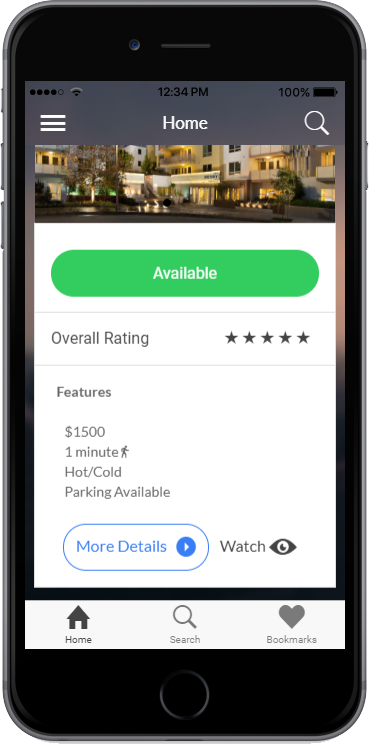 12:34 PM 100%
Home
Available
Overall Rating ★★★★★
Features
$1500
1 minute
Hot/Cold
Parking Available
More Details Watch
Home Search Bookmarks